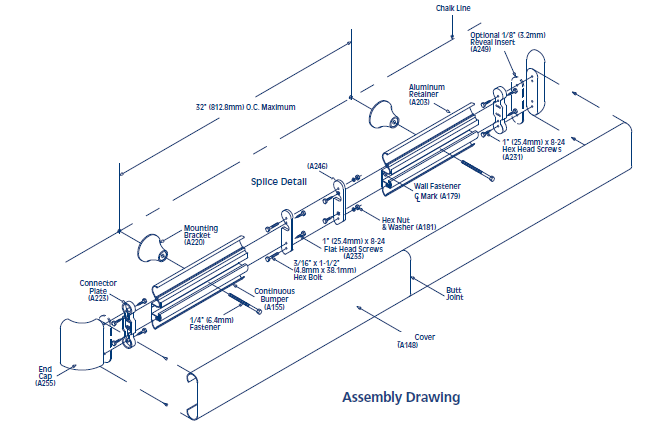 Chalk Line
Optional 1/8" (3.2mm)
Reveal Insert
(A249)
32" (812.8mm) O.C. Maximum
Aluminum
Retainer
(A203)
1" (25.4mm) x 8-24
Hex Head Screws
(A231)
(A246)
Splice Detail
Wall Fastener
℄ Mark (A179)
Hex Nut
& Washer (A181)
Mounting
Bracket
(A220)
1" (25.4mm) x 8-24
Flat Head Screws
(A233)
3/16" x 1-1/2"
(4.8mm x 38.1mm)
Hex Bolt
Connector
Plate
(A223)
Continuous
Bumper
(A155)
Butt
Joint
1/4" (6.4mm)
Fastener
Cover
(A148)
End
Cap
(A255)
Assembly Drawing